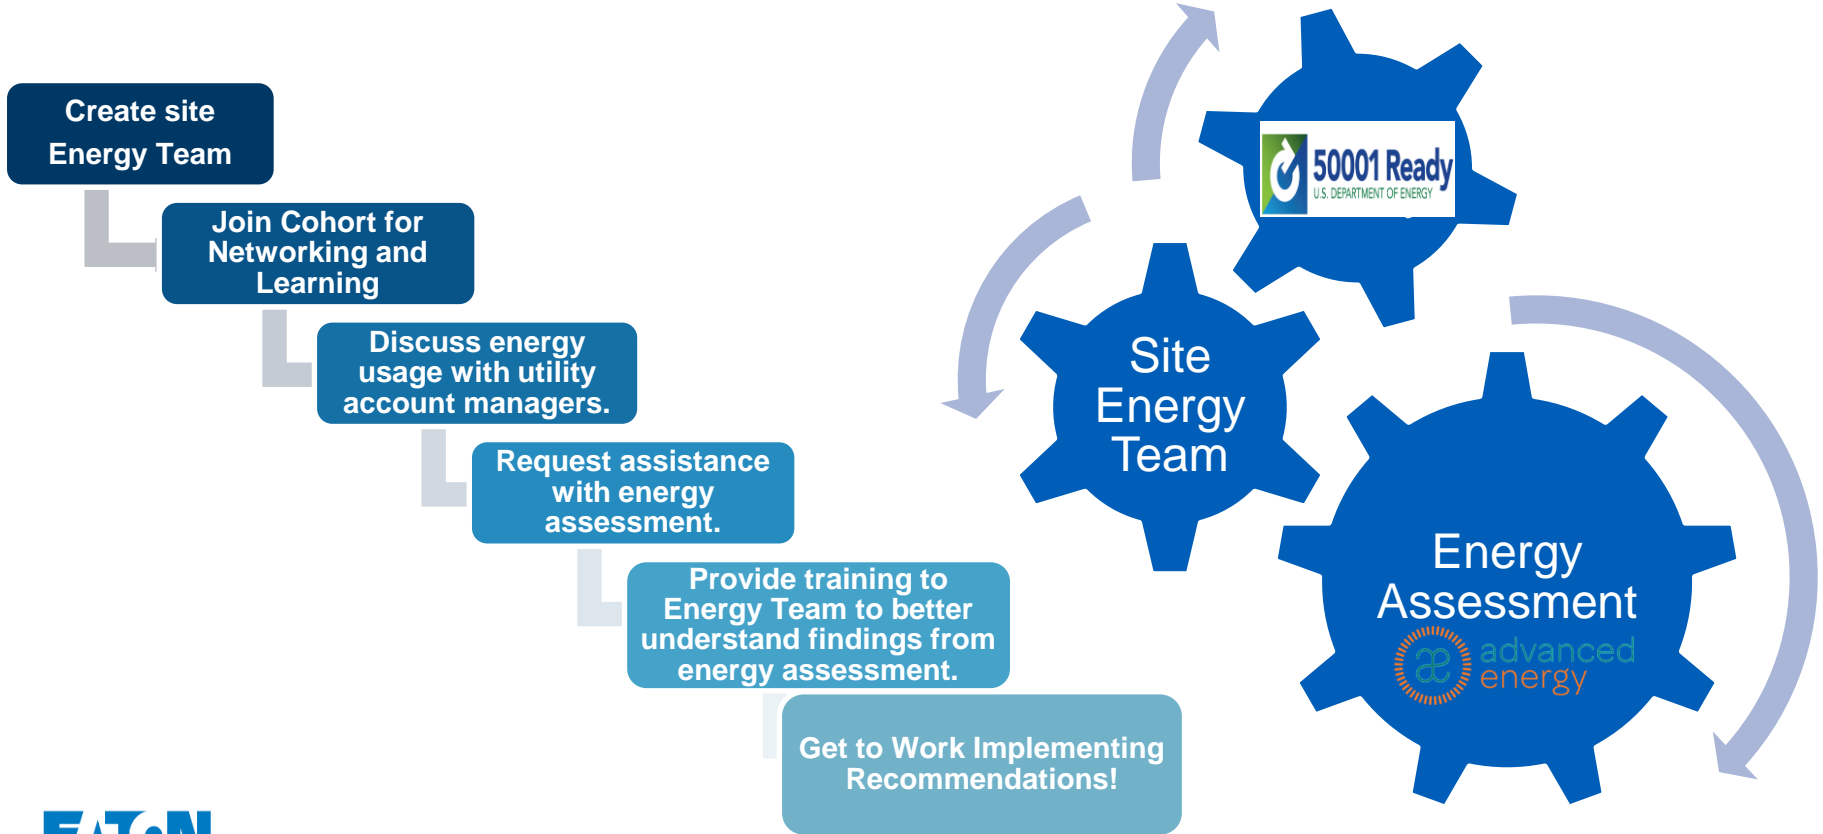 Create site
Energy Team
Join Cohort for
Networking and
Learning
Discuss energy
usage with utility
account managers.
Request assistance
with energy
assessment.
Provide training to
Energy Team to better
understand findings from
energy assessment.
Get to Work Implementing
Recommendations!
50001 Ready
U.S. DEPARTMENT OF ENERGY
Site
Energy
Team
Energy
Assessment
æ advanced
energy
EATON